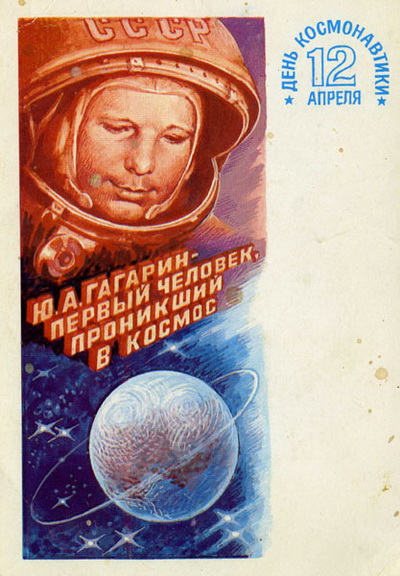 СССР
★ ДЕНЬ КОСМОНАВТИКИ ★
12
АПРЕЛЯ
Ю.А.ГАГАРИН-
ПЕРВЫЙ ЧЕЛОВЕК,
ПРОНИКШИЙ
В КОСМОС